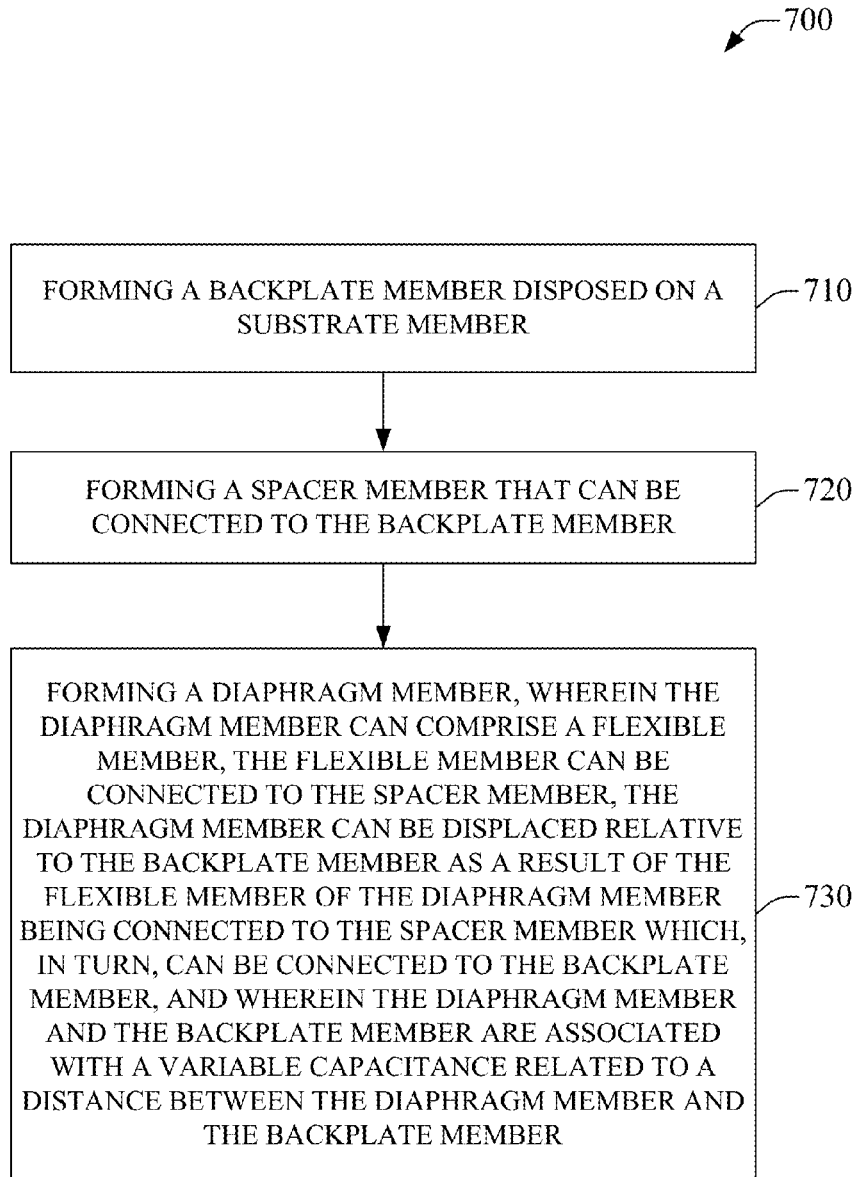 700
FORMING A BACKPLATE MEMBER DISPOSED ON A
SUBSTRATE MEMBER
710
FORMING A SPACER MEMBER THAT CAN BE
CONNECTED TO THE BACKPLATE MEMBER
720
FORMING A DIAPHRAGM MEMBER, WHEREIN THE
DIAPHRAGM MEMBER CAN COMPRISE A FLEXIBLE
MEMBER, THE FLEXIBLE MEMBER CAN BE
CONNECTED TO THE SPACER MEMBER, THE
DIAPHRAGM MEMBER CAN BE DISPLACED RELATIVE
TO THE BACKPLATE MEMBER AS A RESULT OF THE
FLEXIBLE MEMBER OF THE DIAPHRAGM MEMBER
BEING CONNECTED TO THE SPACER MEMBER WHICH,
IN TURN, CAN BE CONNECTED TO THE BACKPLATE
MEMBER, AND WHEREIN THE DIAPHRAGM MEMBER
AND THE BACKPLATE MEMBER ARE ASSOCIATED
WITH A VARIABLE CAPACITANCE RELATED TO A
DISTANCE BETWEEN THE DIAPHRAGM MEMBER AND
THE BACKPLATE MEMBER
730